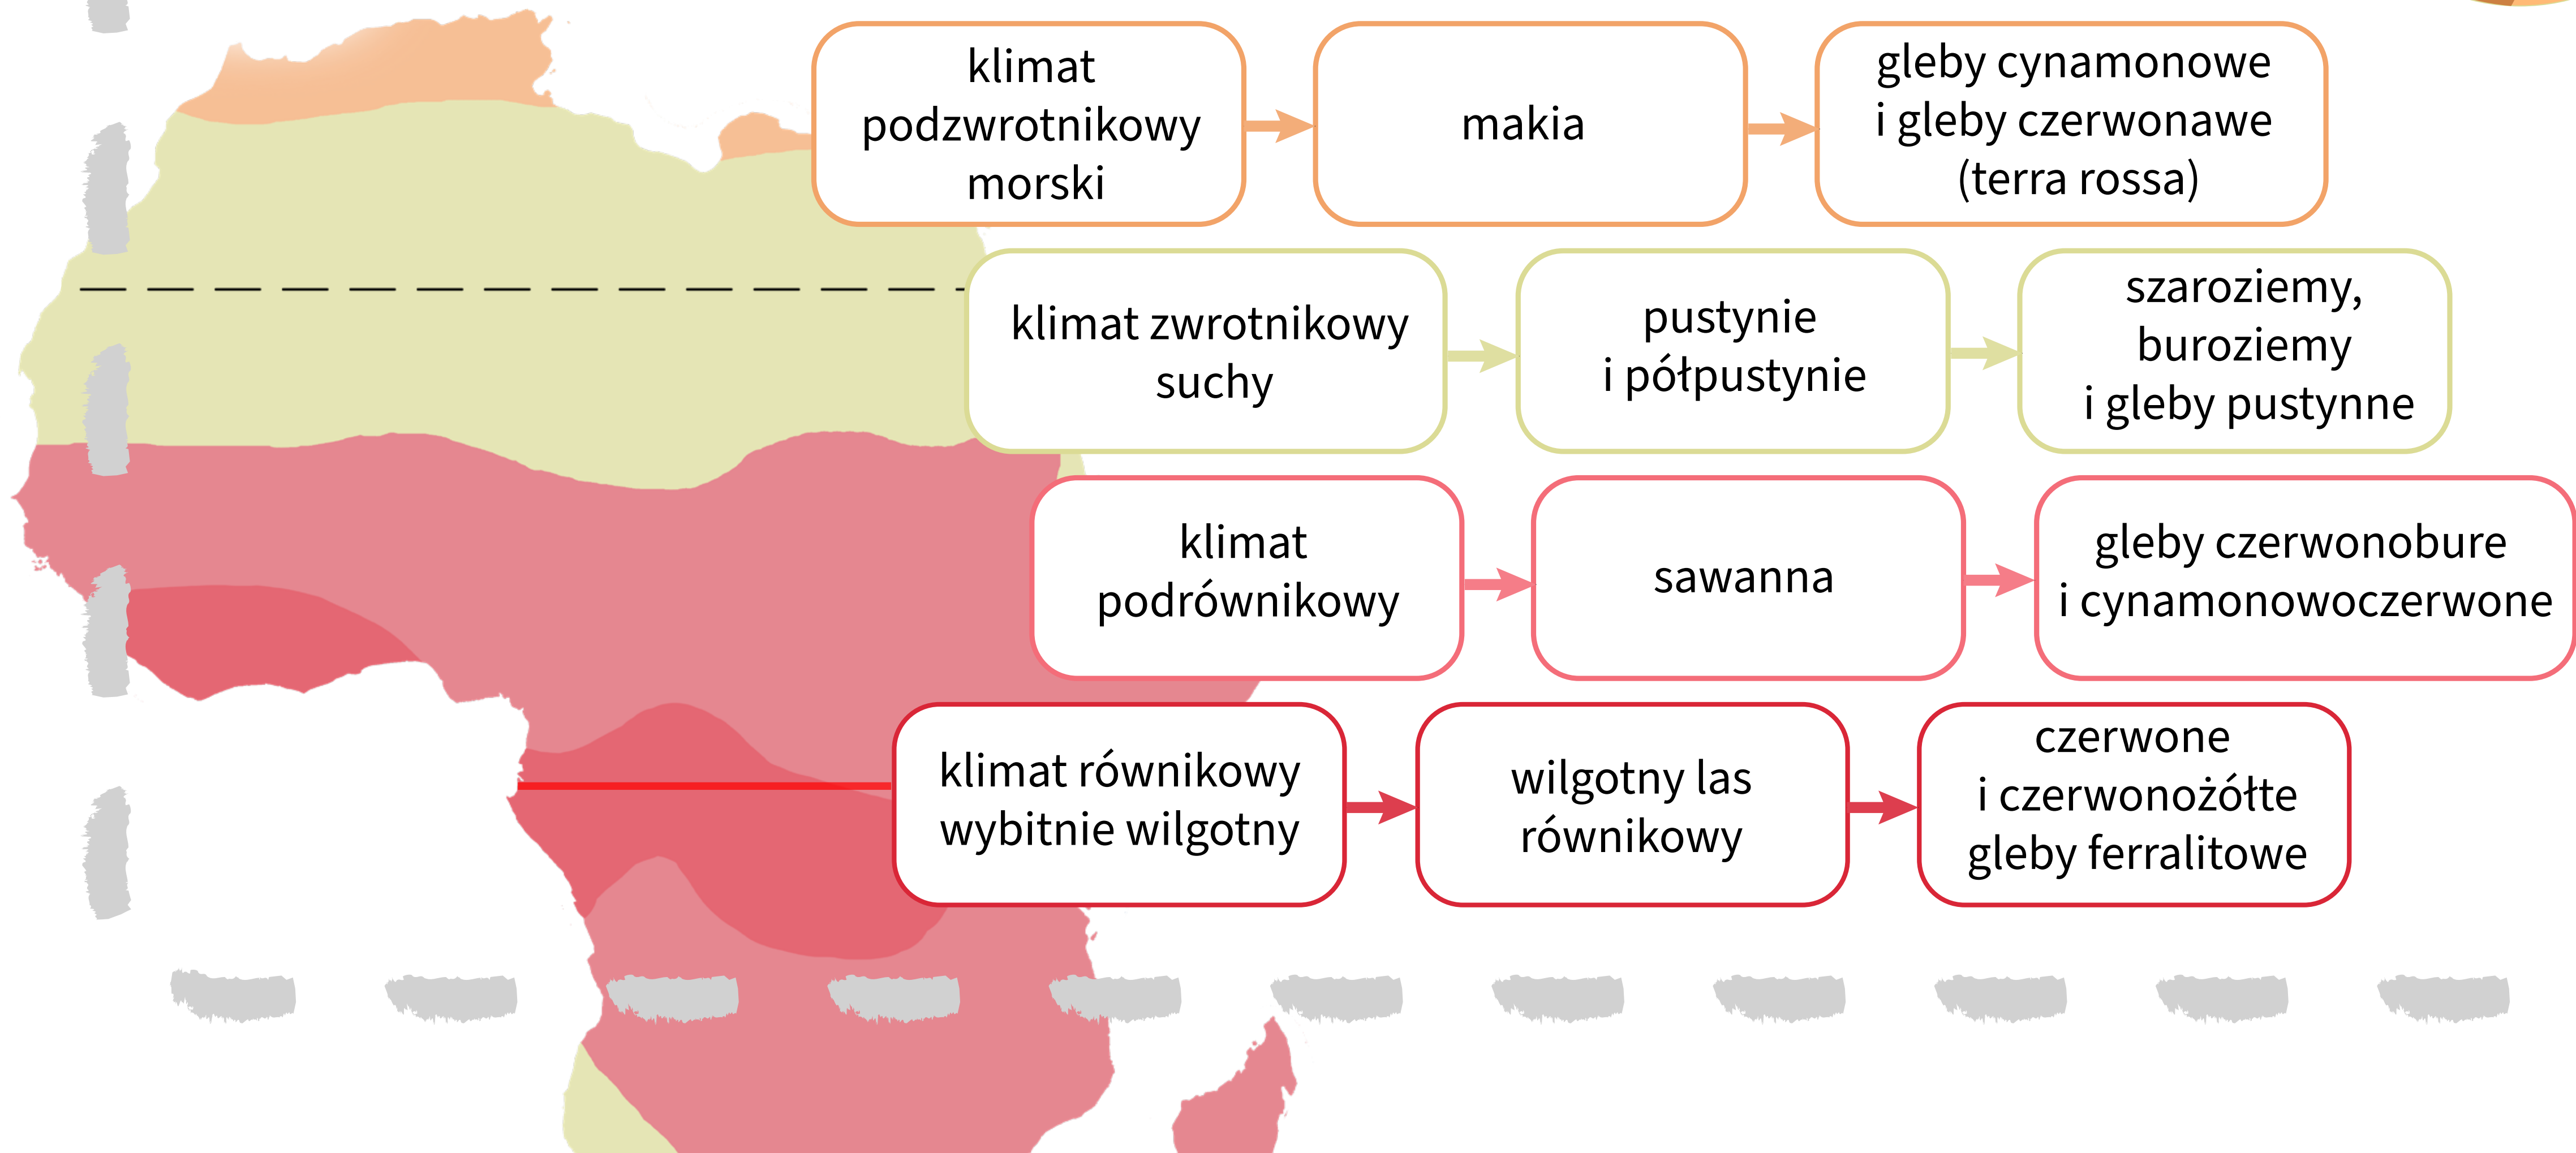 klimat
podzwrotnikowy
morski
makia
gleby cynamonowe
i gleby czerwonawe
(terra rossa)
klimat zwrotnikowy
suchy
pustynie
i półpustynie
szaroziemy,
buroziemy
i gleby pustynne
klimat
podrównikowy
sawanna
gleby czerwonobure
i cynamonowoczerwone
klimat równikowy
wybitnie wilgotny
wilgotny las
równikowy
czerwone
i czerwonożółte
gleby ferralitowe